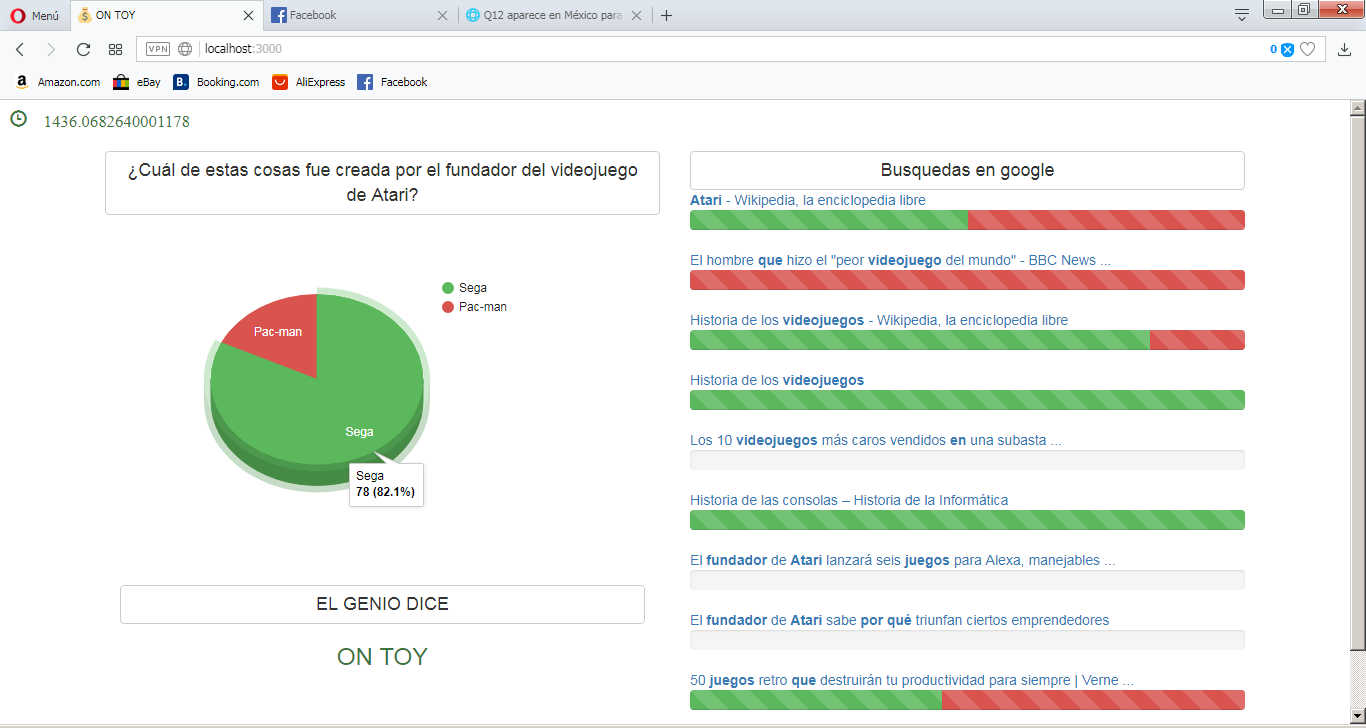 Menú
ON TOY
Facebook
Q12 aparece en México para
VPN
localhost:3000
0
Amazon.com
eBay
B.
Booking.com
AliExpress
Facebook
1436.0682640001178
¿Cuál de estas cosas fue creada por el fundador del videojuego
de Atari?
Sega
Pac-man
Pac-man
Sega
Sega
78 (82.1%)
EL GENIO DICE
ON TOY
Busquedas en google
Atari - Wikipedia, la enciclopedia libre
El hombre que hizo el "peor videojuego del mundo" - BBC News ...
Historia de los videojuegos - Wikipedia, la enciclopedia libre
Historia de los videojuegos
Los 10 videojuegos más caros vendidos en una subasta ...
Historia de las consolas – Historia de la Informática
El fundador de Atari lanzará seis juegos para Alexa, manejables ...
El fundador de Atari sabe por qué triunfan ciertos emprendedores
50 juegos retro que destruirán tu productividad para siempre | Verne ...